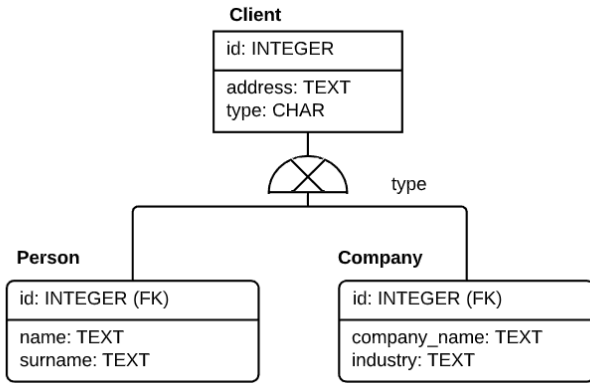 Client
id: INTEGER
address: TEXT
type: CHAR
type
Person
id: INTEGER (FK)
name: TEXT
surname: TEXT
Company
id: INTEGER (FK)
company_name: TEXT
industry: TEXT